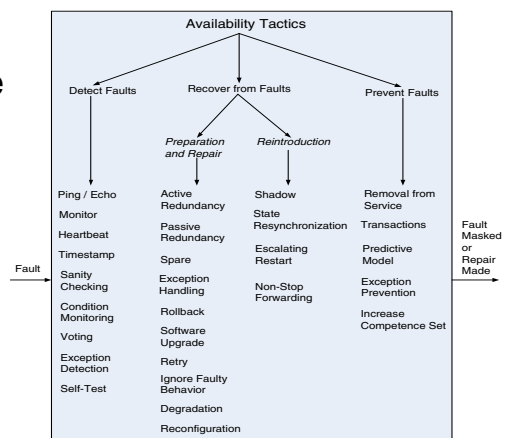 Availability Tactics
e
Detect Faults
Recover from Faults
Prevent Faults
Preparation
and Repair
Reintroduction
Fault
Ping / Echo
Monitor
Heartbeat
Timestamp
Sanity
Checking
Condition
Monitoring
Voting
Exception
Detection
Self-Test
Active
Redundancy
Passive
Redundancy
Spare
Exception
Handling
Rollback
Software
Upgrade
Retry
Ignore Faulty
Behavior
Degradation
Reconfiguration
Shadow
State
Resynchronization
Escalating
Restart
Non-Stop
Forwarding
Removal from
Service
Transactions
Predictive
Model
Exception
Prevention
Increase
Competence Set
Fault
Masked
or
Repair
Made